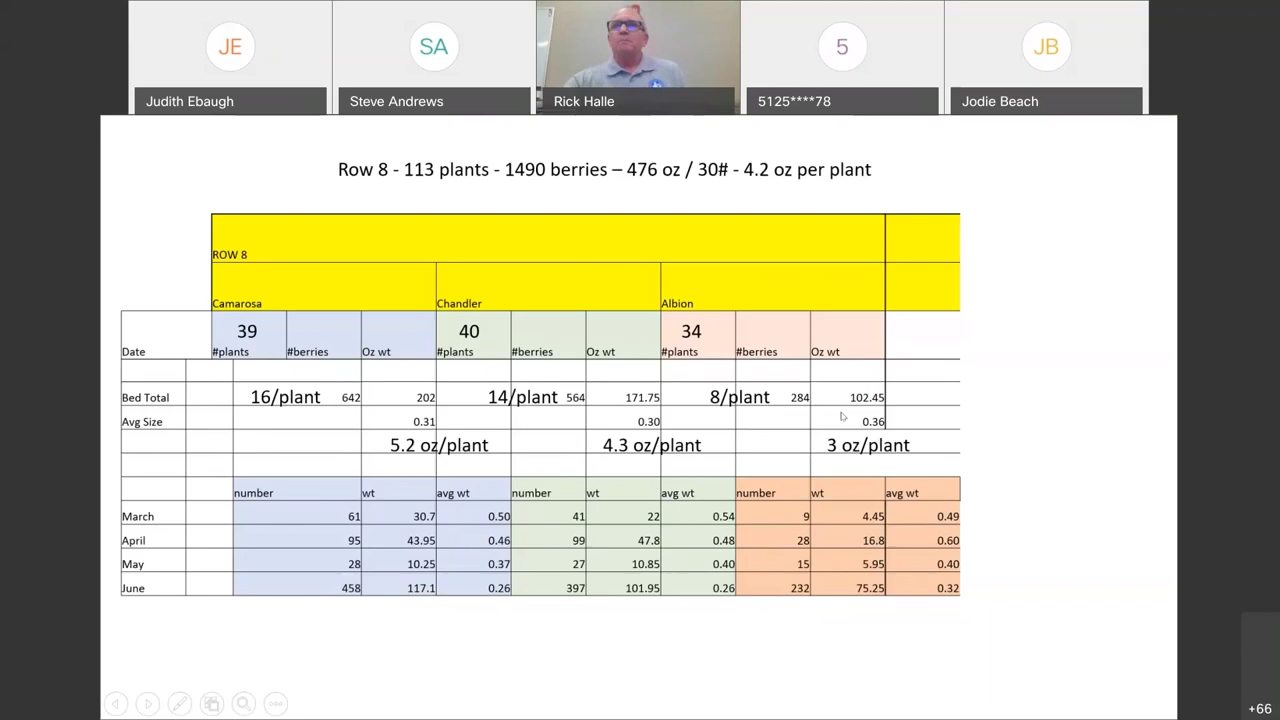 JE
SA
5
JB
Judith Ebaugh
Steve Andrews
Rick Halle
5125****78
Jodie Beach
Row 8 - 113 plants - 1490 berries – 476 oz / 30# - 4.2 oz per plant
ROW 8
Camarosa Chandler Albion
39 40 34
Date #plants #berries Oz wt #plants #berries Oz wt #plants #berries Oz wt
Bed Total 16/plant 642 202 14/plant 564 171.75 8/plant 284 102.45
Avg Size 0.31 0.30 0.36
5.2 oz/plant 4.3 oz/plant 3 oz/plant
number wt avg wt number wt avg wt number wt avg wt
March 61 30.7 0.50 41 22 0.54 9 4.45 0.49
April 95 43.95 0.46 99 47.8 0.48 28 16.8 0.60
May 28 10.25 0.37 27 10.85 0.40 15 5.95 0.40
June 458 117.1 0.26 397 101.95 0.26 232 75.25 0.32
+66